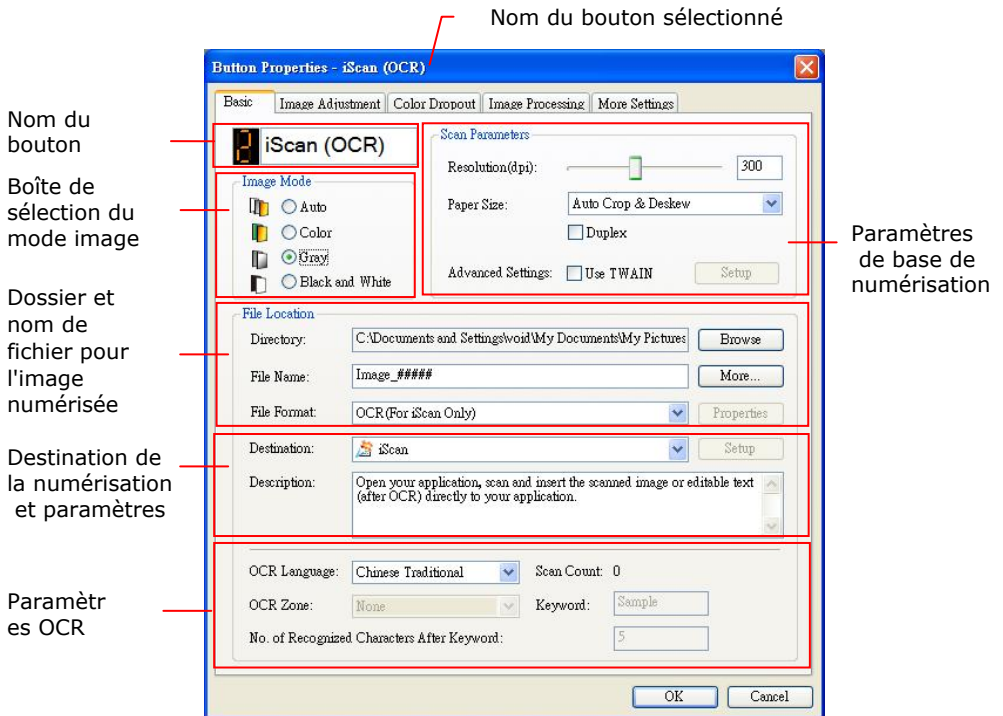 Nom du bouton sélectionné
Button Properties - iScan (OCR)
Basic Image Adjustment Color Dropout Image Processing More Settings
Nom du
bouton
2 iScan (OCR)
Boîte de
sélection du
mode image
Image Mode
Auto
Color
Gray
Black and White
Scan Parameters
Resolution(dpi): 300
Paper Size: Auto Crop & Deskew
Duplex
Advanced Settings: Use TWAIN Setup
Paramètres
de base de
numérisation
Dossier et
nom de
fichier pour
l'image
numérisée
File Location
Directory: C:\Documents and Settings\void\My Documents\My Pictures Browse
File Name: Image_##### More...
File Format: OCR(For iScan Only) Properties
Destination de
la numérisation
et paramètres
Destination: iScan Setup
Description: Open your application, scan and insert the scanned image or editable text
(after OCR) directly to your application.
Paramètr
es OCR
OCR Language: Chinese Traditional Scan Count: 0
OCR Zone: None Keyword: Sample
No. of Recognized Characters After Keyword: 5
OK Cancel